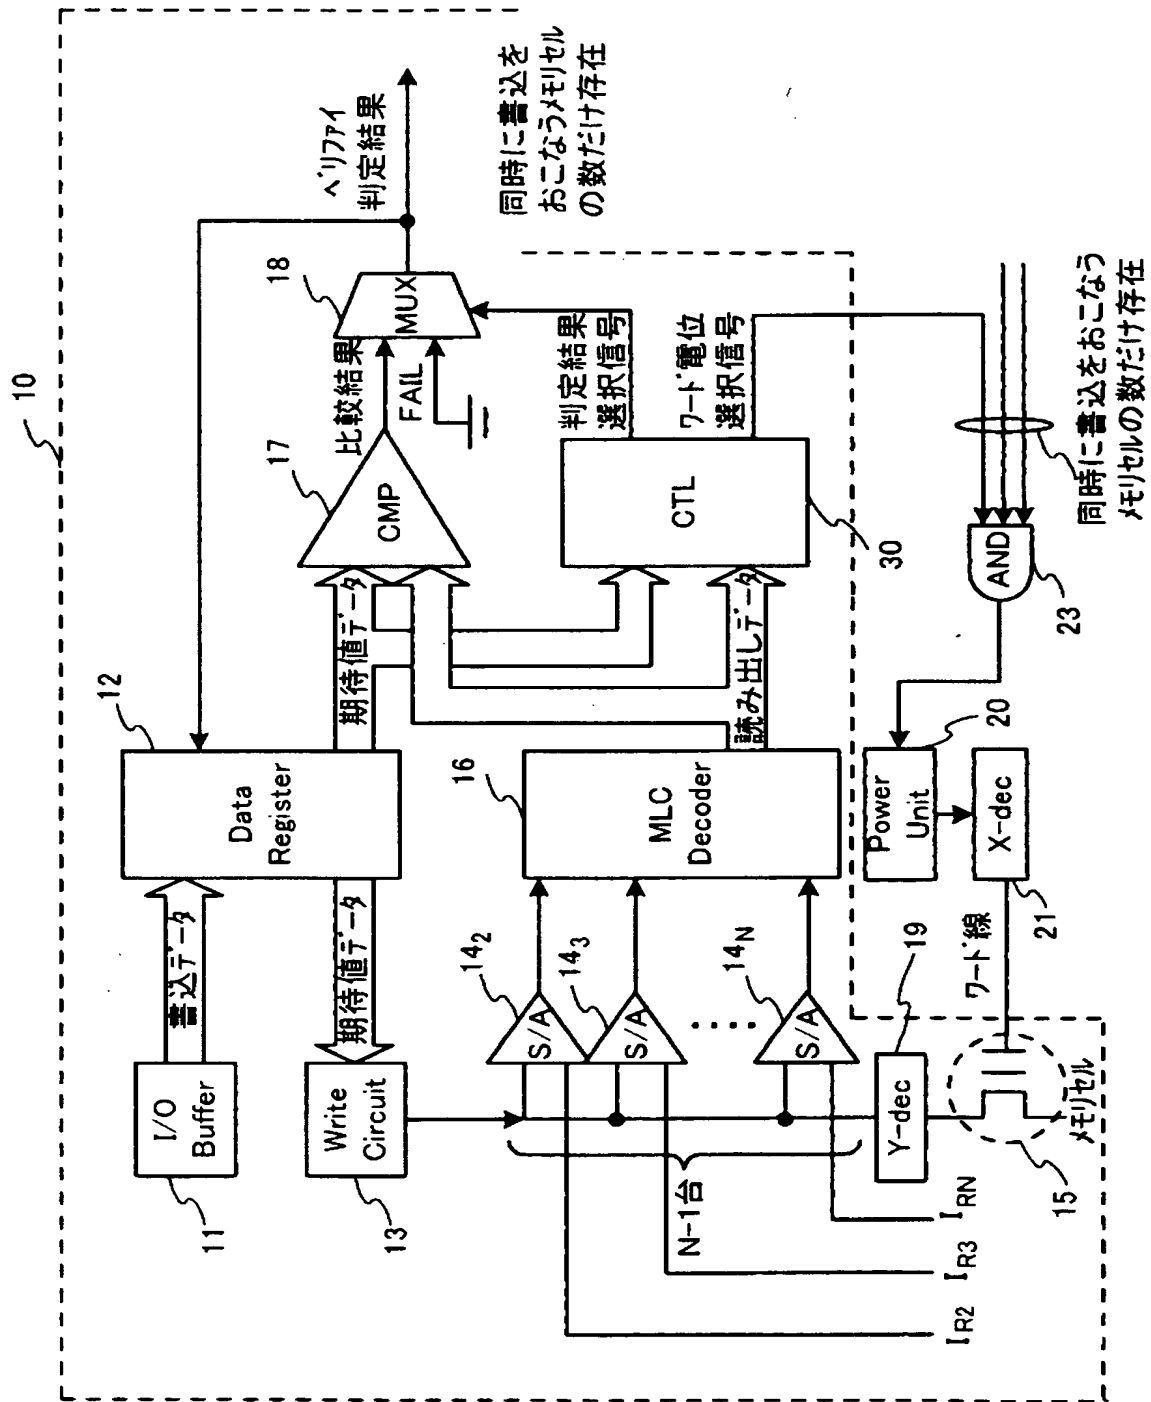 10
ベリファイ
判定結果
同時に書込を
おこなうメモリセル
の数だけ存在
18
MUX
比較結果
FAIL
17
CMP
判定結果
選択信号
ワード電位
選択信号
CTL
30
同時に書込をおこなう
メモリセルの数だけ存在
AND
23
12
Data
Register
期待値データ
読み出しデータ
16
MLC
Decoder
20
Power
Unit
X-dec
21
ワード線
書込データ
期待値データ
I/O
Buffer
11
Write
Circuit
13
14₂
S/A
14₃
S/A
14N
S/A
N-1台
19
Y-dec
メモリセル
15
IR2
IR3
IRN